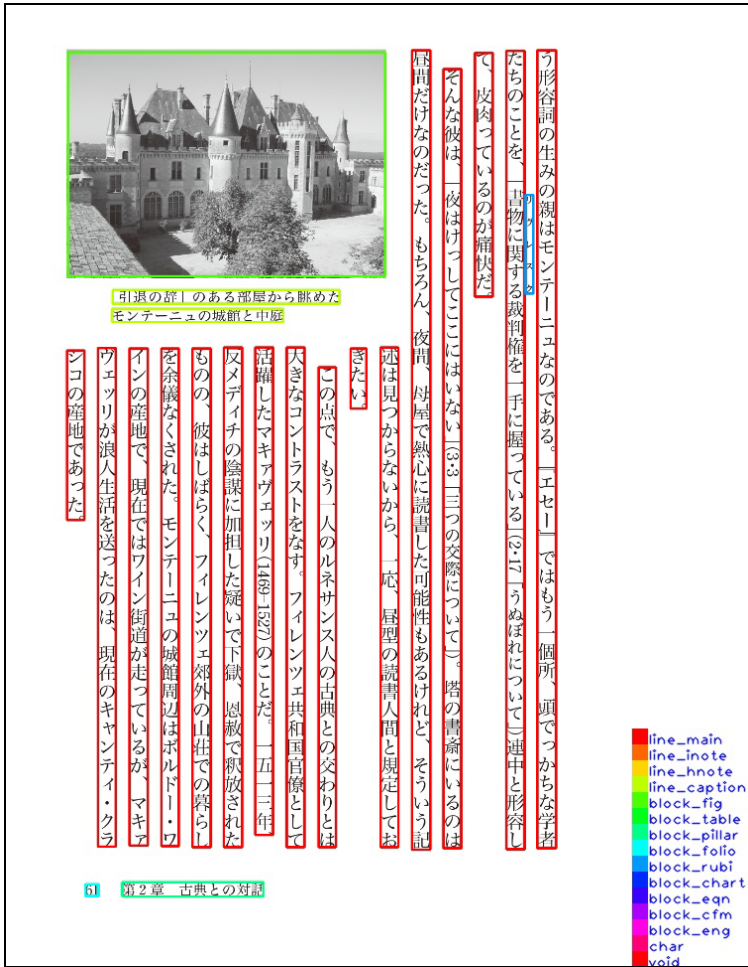 う形容詞の生みの親はモンテーニュなのである。『エセー』ではもう一個所、頭でっかちな学者
たちのことを、「書物に関する裁判権を一手に握っている」(2・17「うぬぼれについて」)連中と形容し
リヴレスク
て、皮肉っているのが痛快だ。
そんな彼は、「夜はけっしてここにはいない」(3・3「三つの交際について」)。塔の書斎にいるのは
昼間だけなのだった。もちろん、夜間、母屋で熱心に読書した可能性もあるけれど、そういう記
述は見つからないから、一応、昼型の読書人間と規定してお
きたい。
この点で、もう一人のルネサンス人の古典との交わりとは
大きなコントラストをなす。フィレンツェ共和国官僚として
活躍したマキァヴェッリ(1469–1527)のことだ。一五一三年
反メディチの陰謀に加担した疑いで下獄、恩赦で釈放された
ものの、彼はしばらく、フィレンツェ郊外の山荘での暮らし
を余儀なくされた。モンテーニュの城館周辺はボルドー・ワ
インの産地で、現在ではワイン街道が走っているが、マキァ
ヴェッリが浪人生活を送ったのは、現在のキャンティ・クラ
シコの産地であった。
「引退の辞」のある部屋から眺めた
モンテーニュの城館と中庭
61 第2章 古典との対話
line_main
line_inote
line_hnote
line_caption
block_fig
block_table
block_pillar
block_folio
block_rubi
block_chart
block_eqn
block_cfm
block_eng
char
void